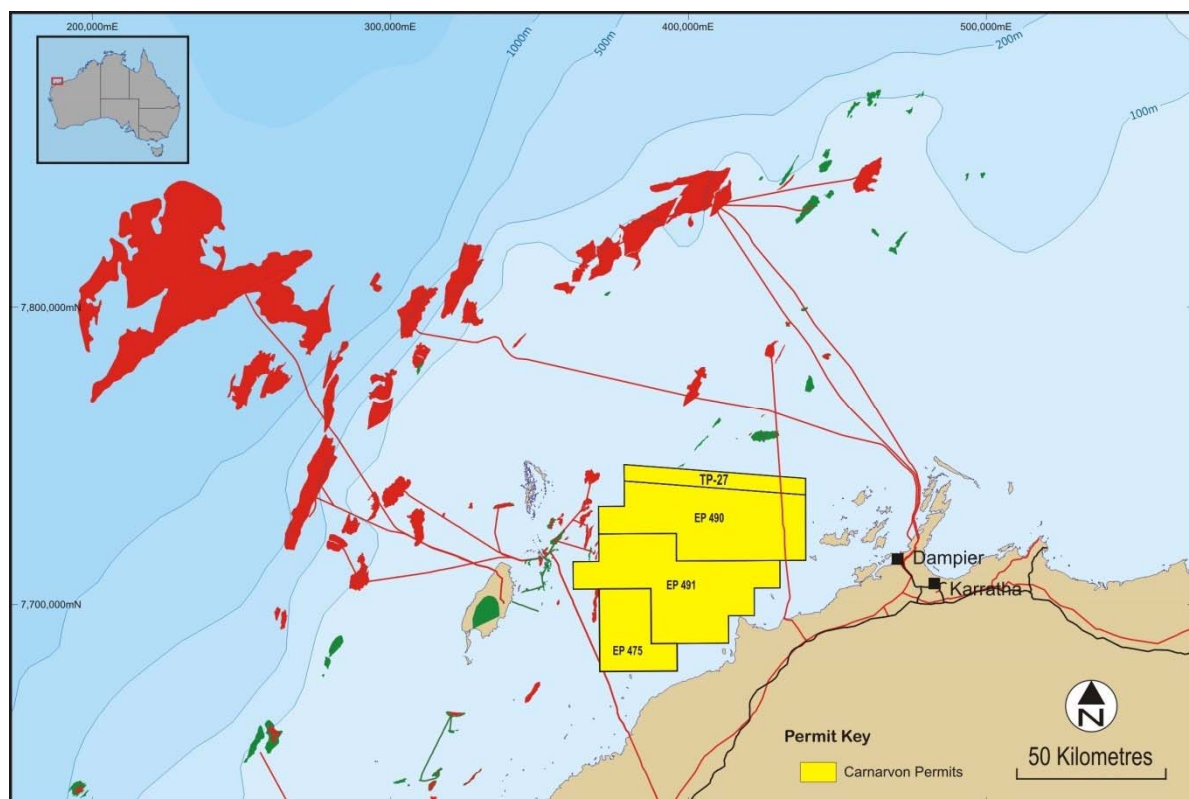 200,000mE
300,000mE
400,000mE
500,000mE
1000m
500m
200m
100m
7,800,000mN
TP-27
EP 490
Dampier
EP 491
Karratha
7,700,000mN
EP 475
N
Permit Key
50 Kilometres
Carnarvon Permits